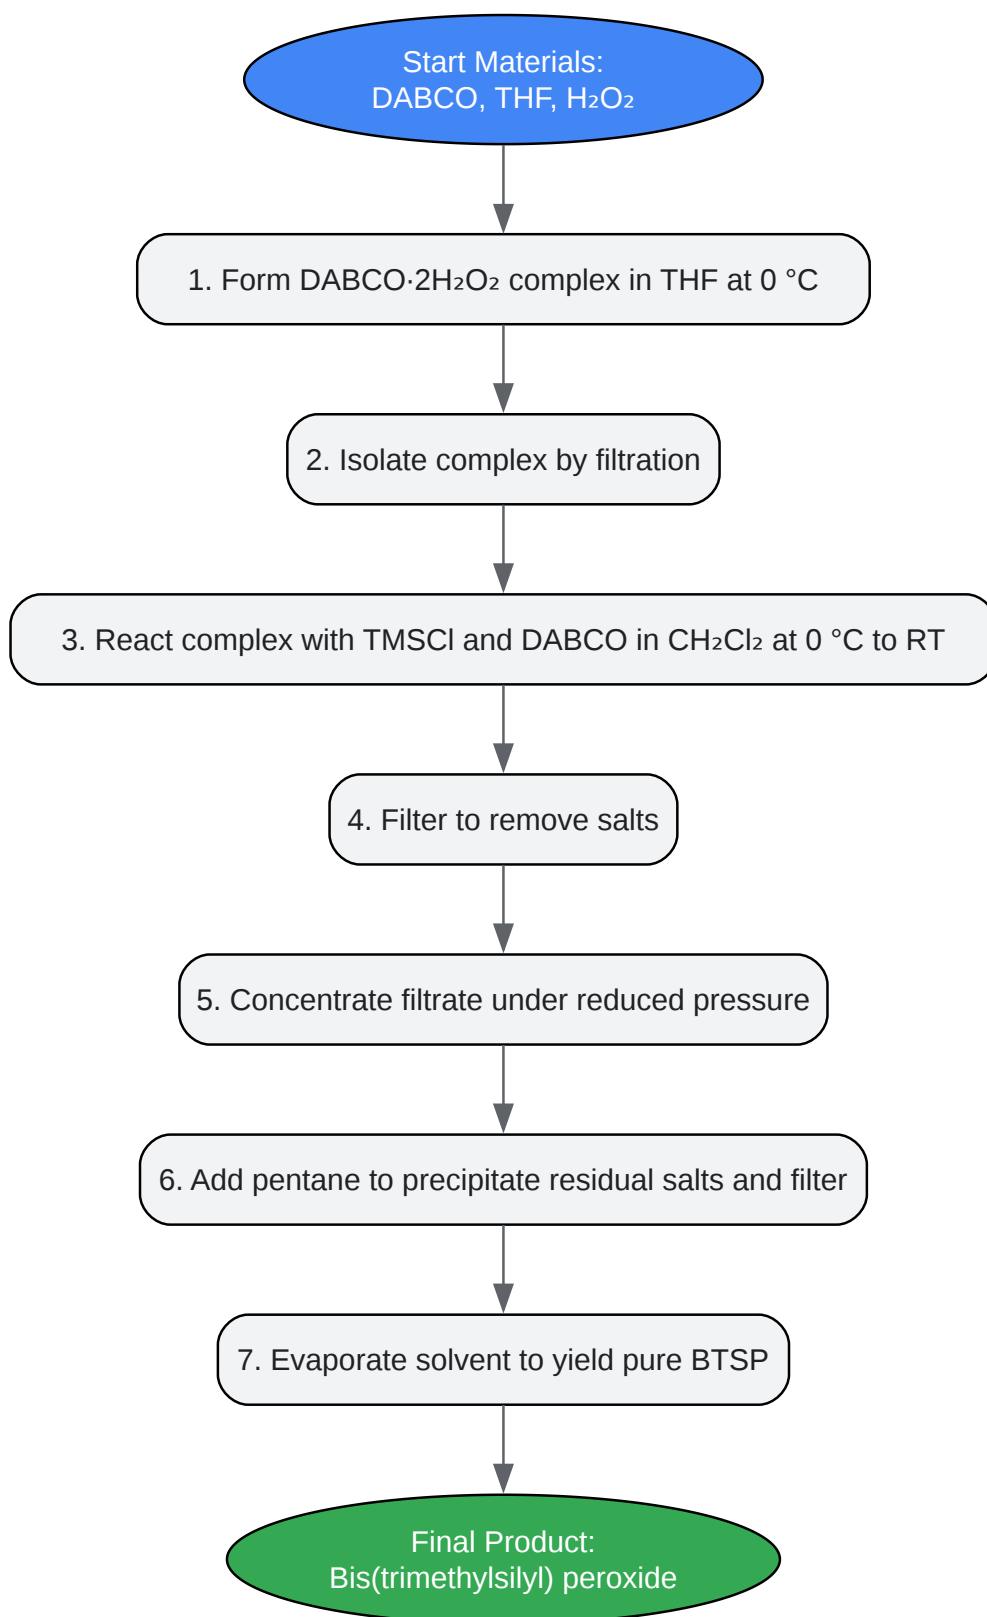 Start Materials:
DABCO, THF, H₂O₂
1. Form DABCO·2H₂O₂ complex in THF at 0 °C
2. Isolate complex by filtration
3. React complex with TMSCl and DABCO in CH₂Cl₂ at 0 °C to RT
4. Filter to remove salts
5. Concentrate filtrate under reduced pressure
6. Add pentane to precipitate residual salts and filter
7. Evaporate solvent to yield pure BTSP
Final Product:
Bis(trimethylsilyl) peroxide